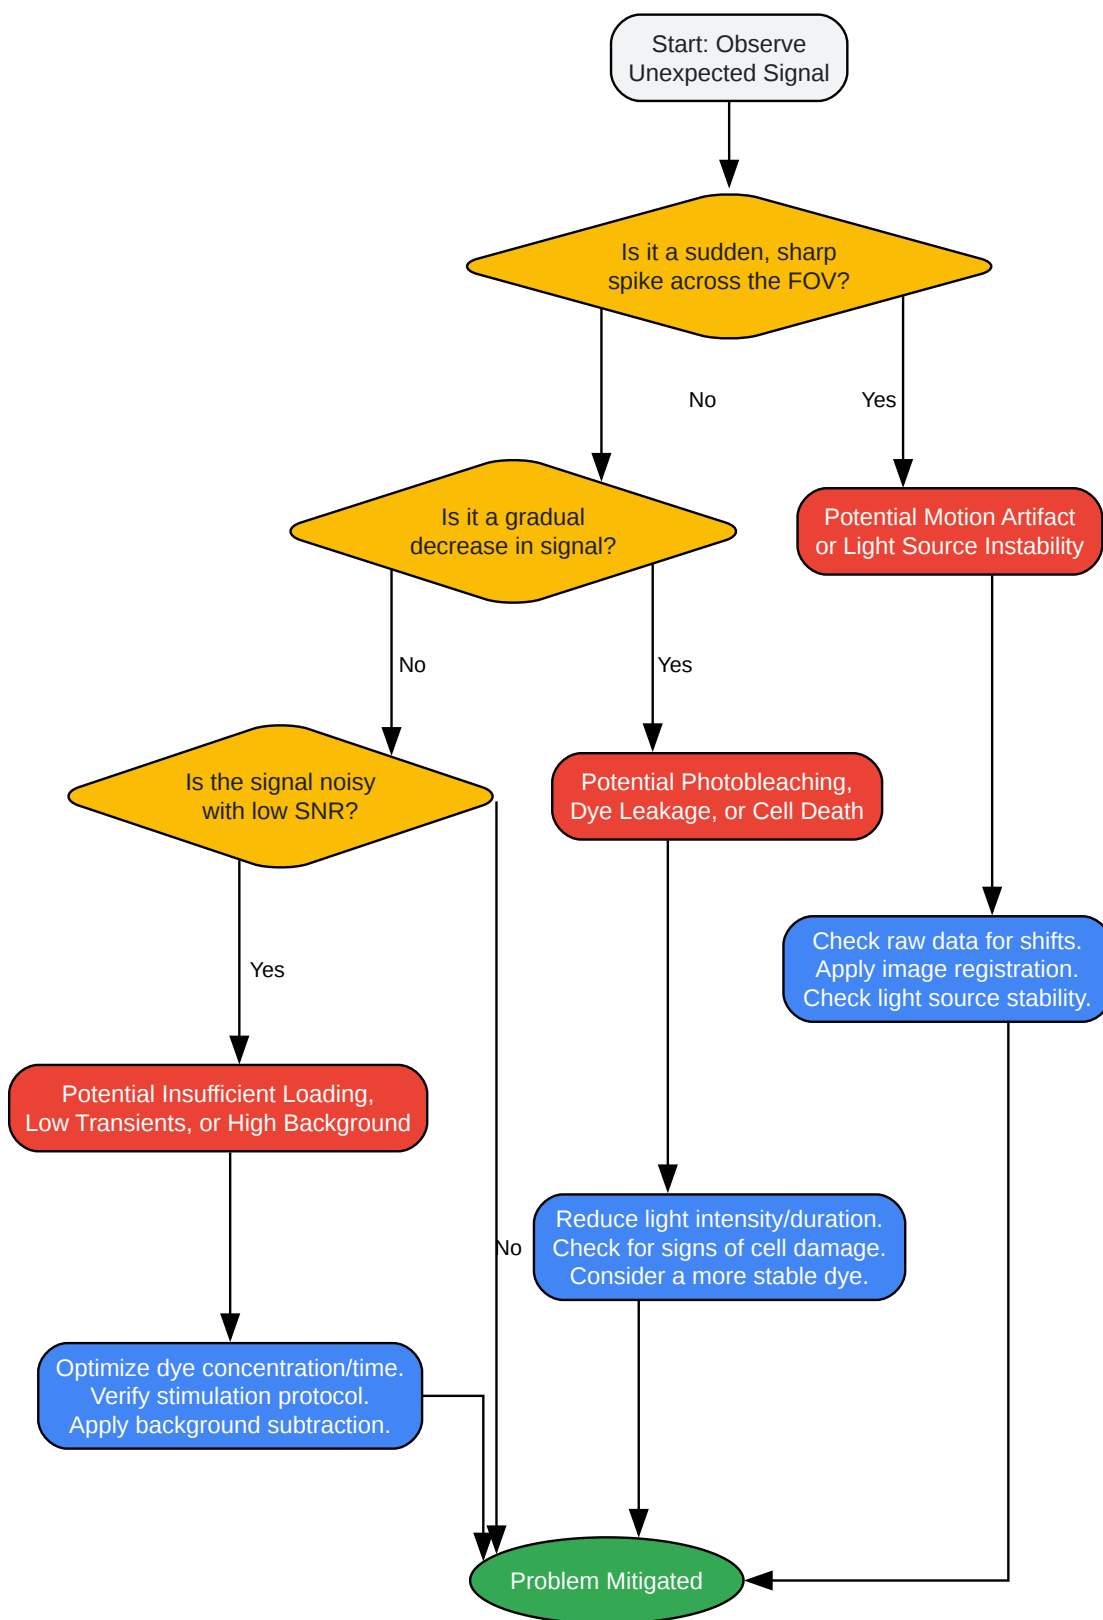 Start: Observe
Unexpected Signal
Is it a sudden, sharp
spike across the FOV?
No
Yes
Is it a gradual
decrease in signal?
Potential Motion Artifact
or Light Source Instability
No
Yes
Is the signal noisy
with low SNR?
Potential Photobleaching,
Dye Leakage, or Cell Death
Check raw data for shifts.
Apply image registration.
Check light source stability.
Yes
Potential Insufficient Loading,
Low Transients, or High Background
No
Reduce light intensity/duration.
Check for signs of cell damage.
Consider a more stable dye.
Optimize dye concentration/time.
Verify stimulation protocol.
Apply background subtraction.
Problem Mitigated